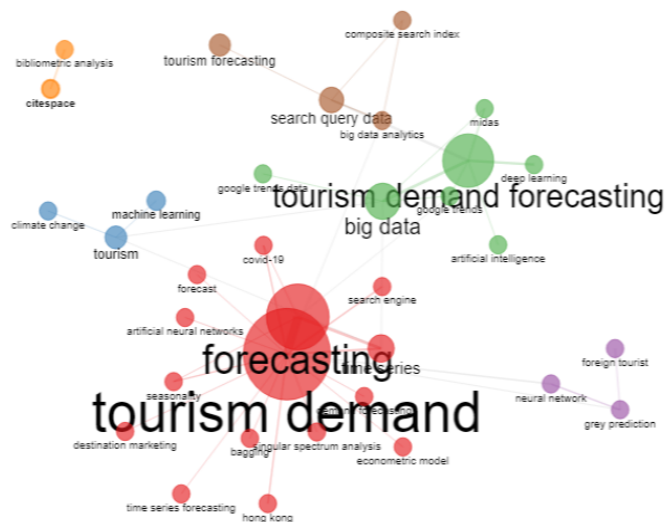 composite search index
bibliometric analysis
tourism forecasting
citespace
search query data
midas
big data analytics
deep learning
google trends data
tourism demand forecasting
google trends
machine learning
climate change
big data
tourism
covid-19
artificial intelligence
forecast
search engine
artificial neural networks
forecasting
time series
foreign tourist
seasonality
neural network
demand forecasting
tourism demand
grey prediction
destination marketing
bagging
singular spectrum analysis
econometric model
time series forecasting
hong kong